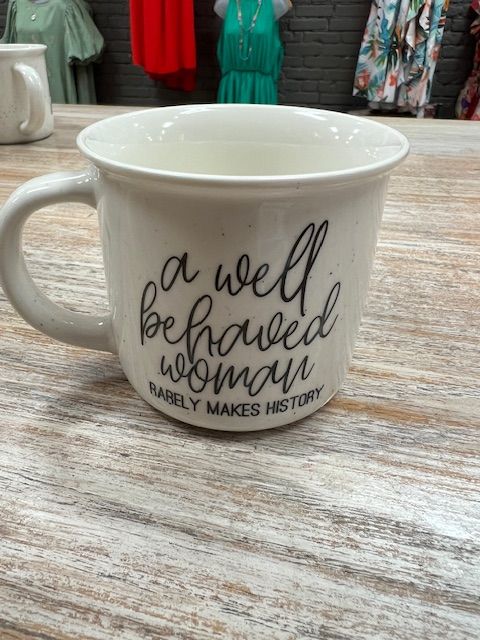 a well
behaved
woman
RARELY MAKES HISTORY